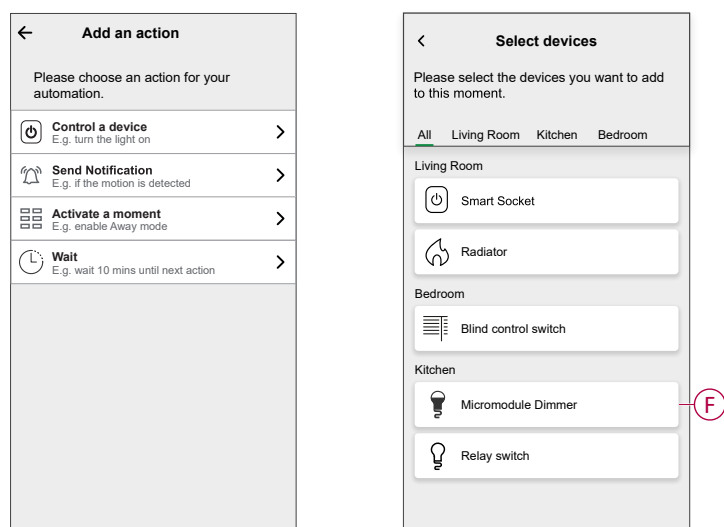 Add an action
Please choose an action for your
automation.
Control a device
E.g. turn the light on
Send Notification
E.g. if the motion is detected
Activate a moment
E.g. enable Away mode
Wait
E.g. wait 10 mins until next action
Select devices
Please select the devices you want to add
to this moment.
All Living Room Kitchen Bedroom
Living Room
Smart Socket
Radiator
Bedroom
Blind control switch
Kitchen
Micromodule Dimmer
F
Relay switch